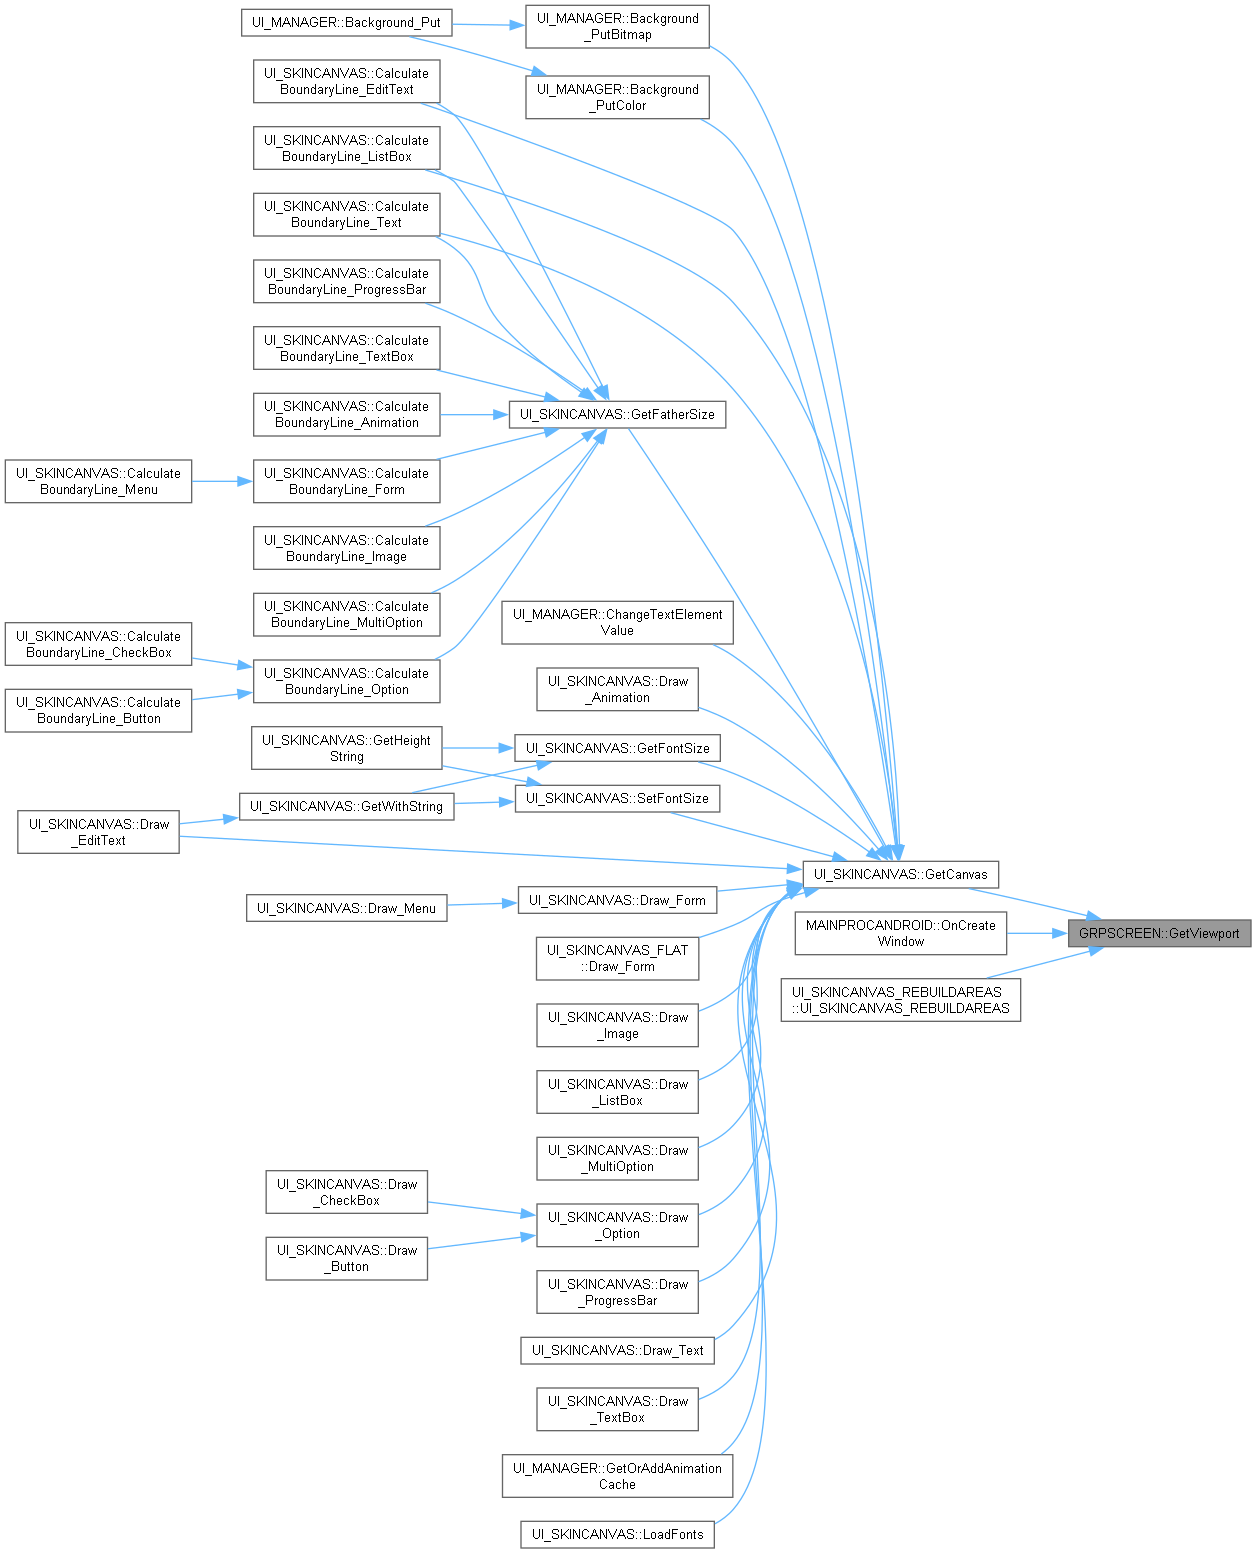 UI_MANAGER::Background_Put
UI_MANAGER::Background
_PutBitmap
UI_SKINCANVAS::Calculate
BoundaryLine_EditText
UI_MANAGER::Background
_PutColor
UI_SKINCANVAS::Calculate
BoundaryLine_ListBox
UI_SKINCANVAS::Calculate
BoundaryLine_Text
UI_SKINCANVAS::Calculate
BoundaryLine_ProgressBar
UI_SKINCANVAS::Calculate
BoundaryLine_TextBox
UI_SKINCANVAS::Calculate
BoundaryLine_Animation
UI_SKINCANVAS::GetFatherSize
UI_SKINCANVAS::Calculate
BoundaryLine_Menu
UI_SKINCANVAS::Calculate
BoundaryLine_Form
UI_SKINCANVAS::Calculate
BoundaryLine_Image
UI_SKINCANVAS::Calculate
BoundaryLine_MultiOption
UI_MANAGER::ChangeTextElement
Value
UI_SKINCANVAS::Calculate
BoundaryLine_CheckBox
UI_SKINCANVAS::Calculate
BoundaryLine_Option
UI_SKINCANVAS::Draw
_Animation
UI_SKINCANVAS::Calculate
BoundaryLine_Button
UI_SKINCANVAS::GetHeight
String
UI_SKINCANVAS::GetFontSize
UI_SKINCANVAS::GetWithString
UI_SKINCANVAS::SetFontSize
UI_SKINCANVAS::Draw
_EditText
UI_SKINCANVAS::GetCanvas
UI_SKINCANVAS::Draw_Menu
UI_SKINCANVAS::Draw_Form
MAINPROCANDROID::OnCreate
Window
GRPSCREEN::GetViewport
UI_SKINCANVAS_FLAT
::Draw_Form
UI_SKINCANVAS_REBUILDAREAS
::UI_SKINCANVAS_REBUILDAREAS
UI_SKINCANVAS::Draw
_Image
UI_SKINCANVAS::Draw
_ListBox
UI_SKINCANVAS::Draw
_MultiOption
UI_SKINCANVAS::Draw
_CheckBox
UI_SKINCANVAS::Draw
_Option
UI_SKINCANVAS::Draw
_Button
UI_SKINCANVAS::Draw
_ProgressBar
UI_SKINCANVAS::Draw_Text
UI_SKINCANVAS::Draw
_TextBox
UI_MANAGER::GetOrAddAnimation
Cache
UI_SKINCANVAS::LoadFonts